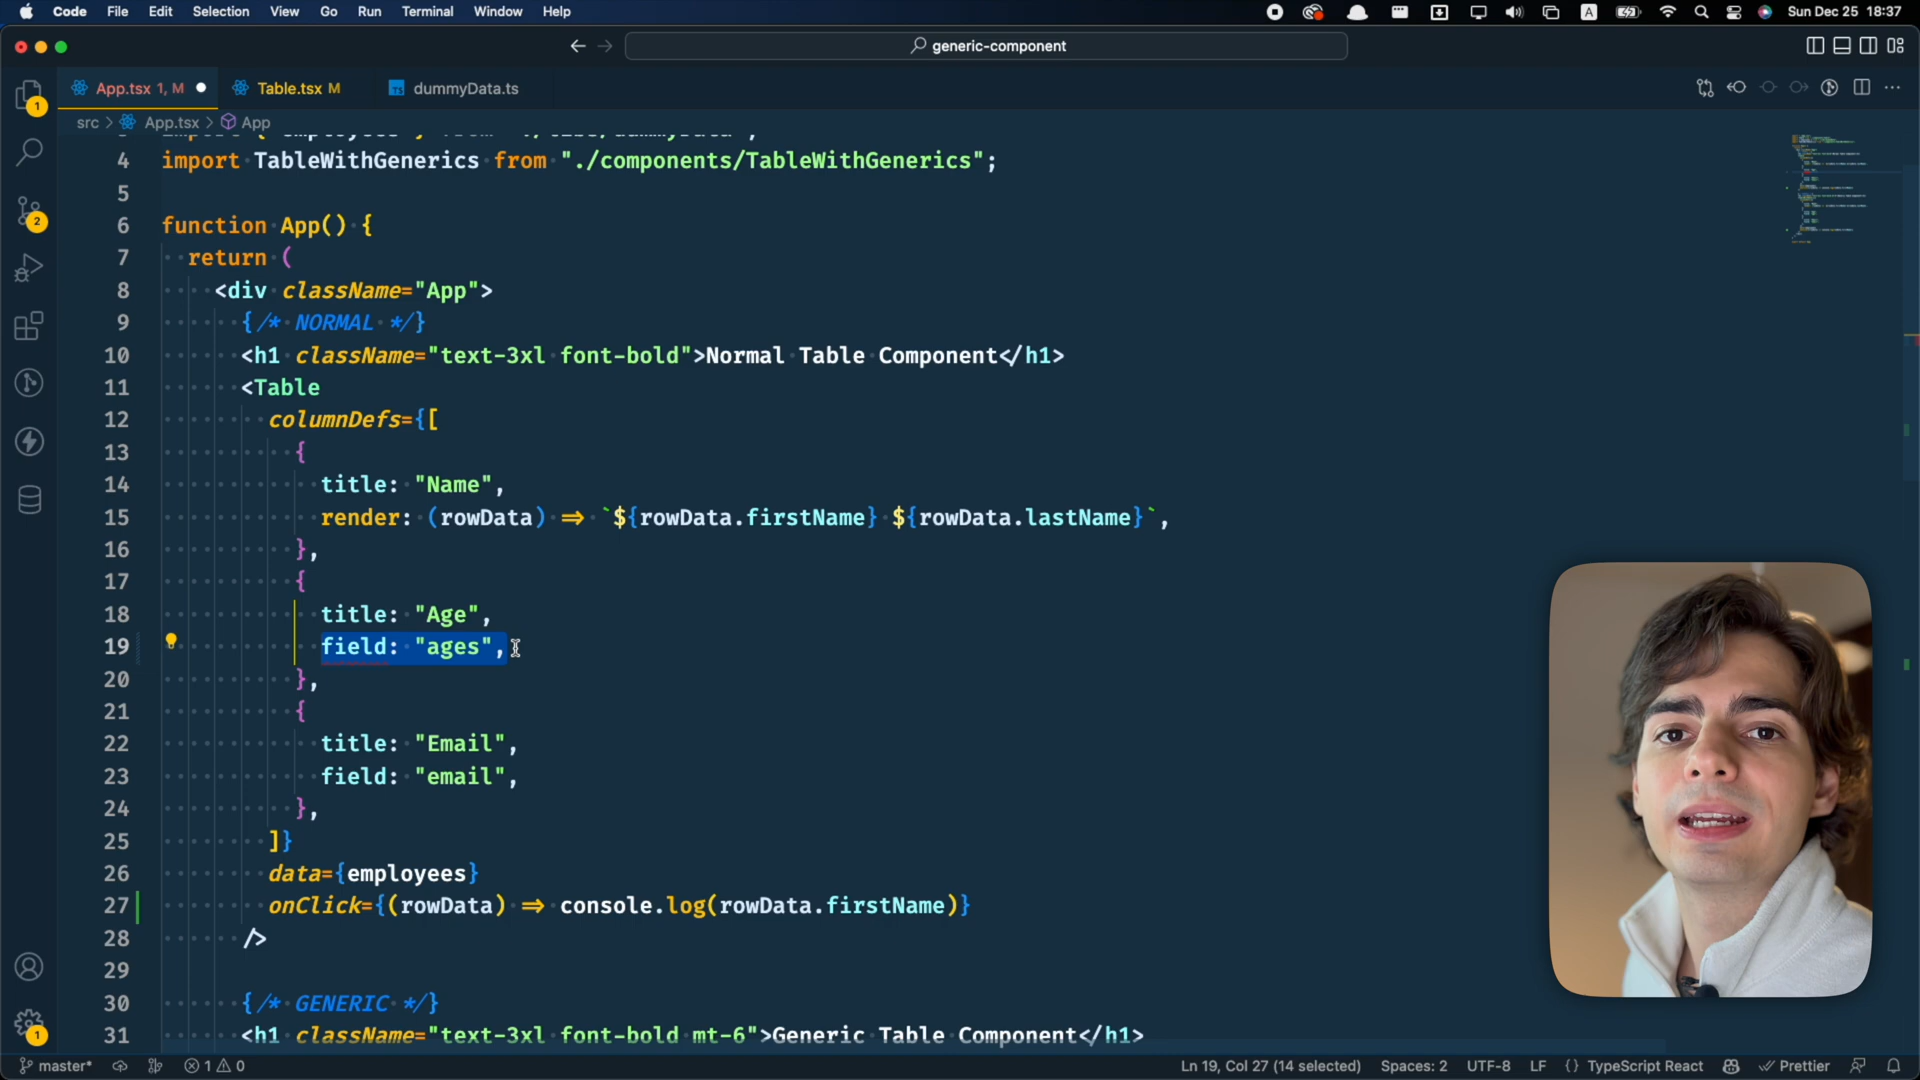 Code File Edit Selection View Go Run Terminal Window Help A Sun Dec 25 18:37
generic-component
App.tsx 1, M Table.tsx M TS dummyData.ts
src > App.tsx > App
4 import TableWithGenerics from "./components/TableWithGenerics";
5
6 function App() {
7 return (
8 <div className="App">
9 {/* NORMAL */}
10 <h1 className="text-3xl font-bold">Normal Table Component</h1>
11 <Table
12 columnDefs={[
13 {
14 title: "Name",
15 render: (rowData) => `${rowData.firstName} ${rowData.lastName}`,
16 },
17 {
18 title: "Age",
19 field: "ages",
20 },
21 {
22 title: "Email",
23 field: "email",
24 },
25 ]}
26 data={employees}
27 onClick={(rowData) => console.log(rowData.firstName)}
28 />
29
30 {/* GENERIC */}
31 <h1 className="text-3xl font-bold mt-6">Generic Table Component</h1>
1
2
1
master* 1 0 Ln 19, Col 27 (14 selected) Spaces: 2 UTF-8 LF {} TypeScript React Prettier